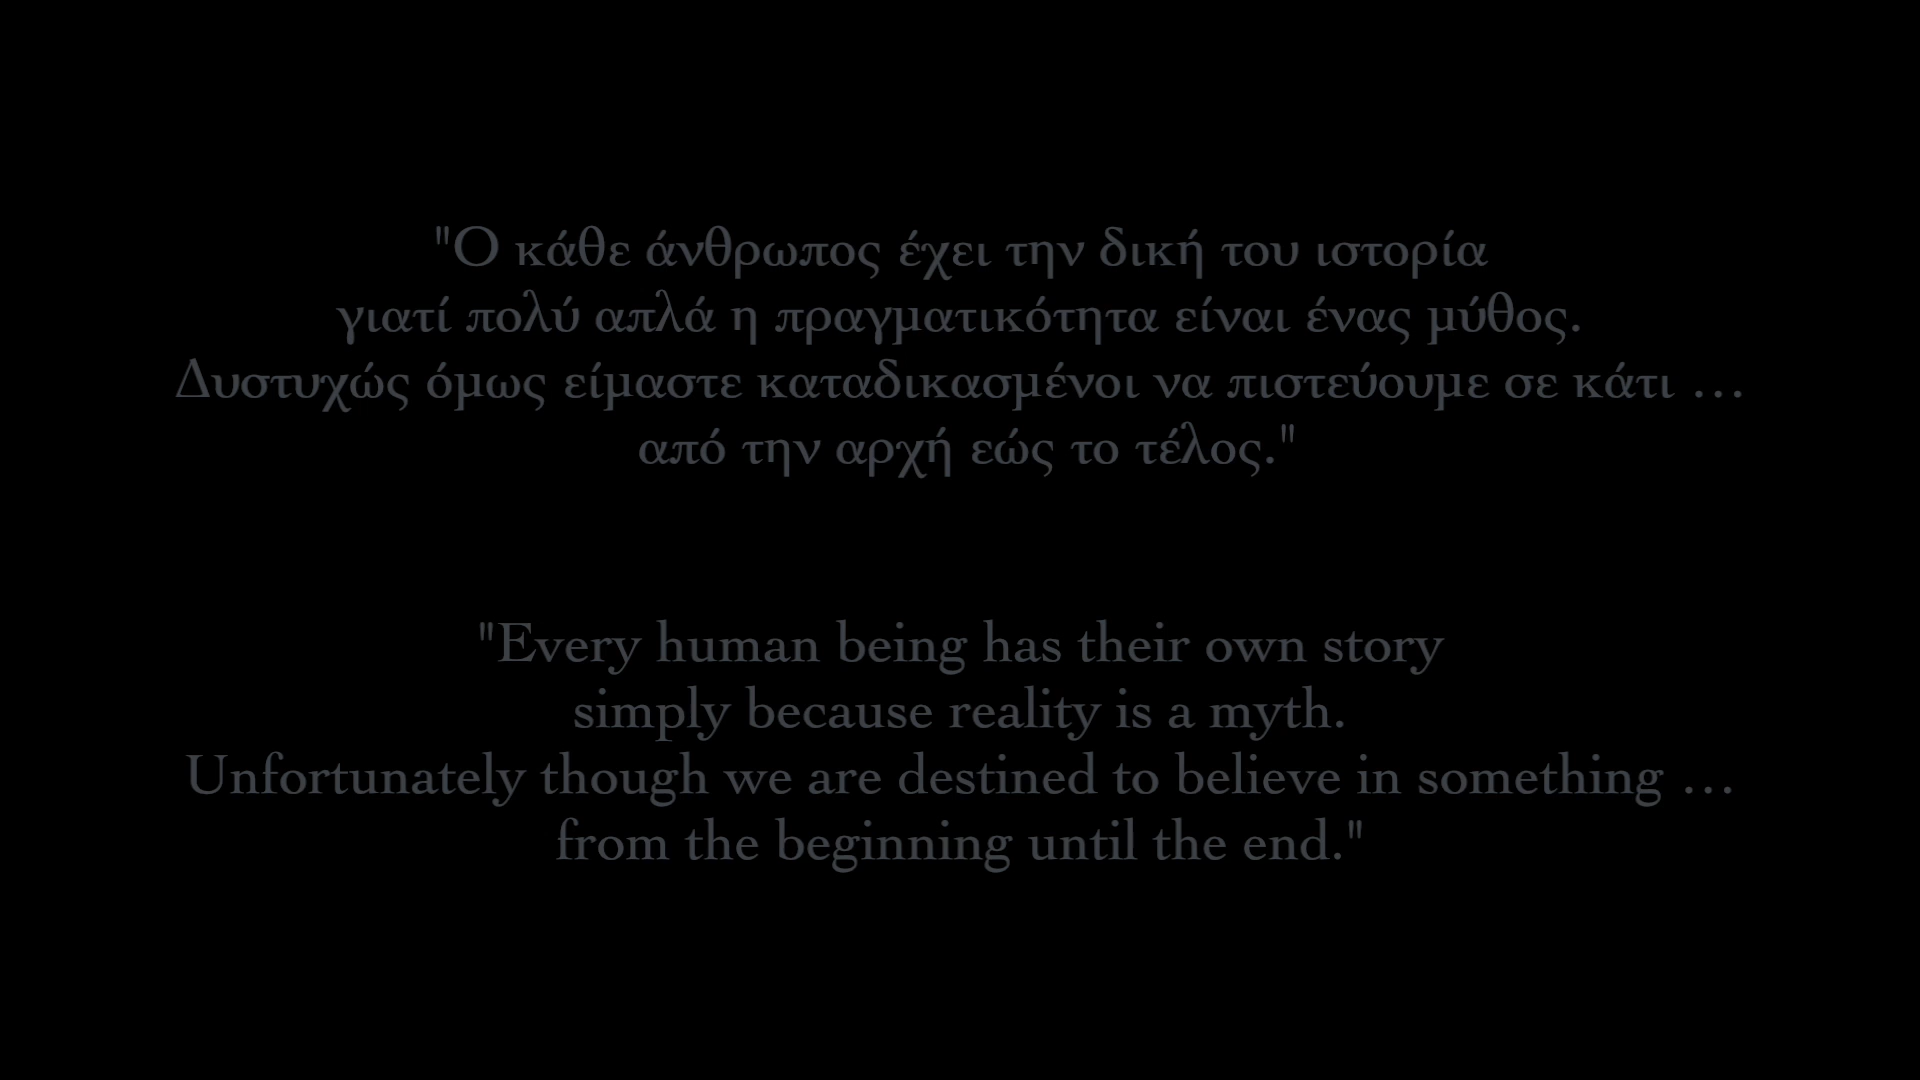 "Ο κάθε άνθρωπος έχει την δική του ιστορία
γιατί πολύ απλά η πραγματικότητα είναι ένας μύθος.
Δυστυχώς όμως είμαστε καταδικασμένοι να πιστεύουμε σε κάτι …
από την αρχή εώς το τέλος."
"Every human being has their own story
simply because reality is a myth.
Unfortunately though we are destined to believe in something …
from the beginning until the end."